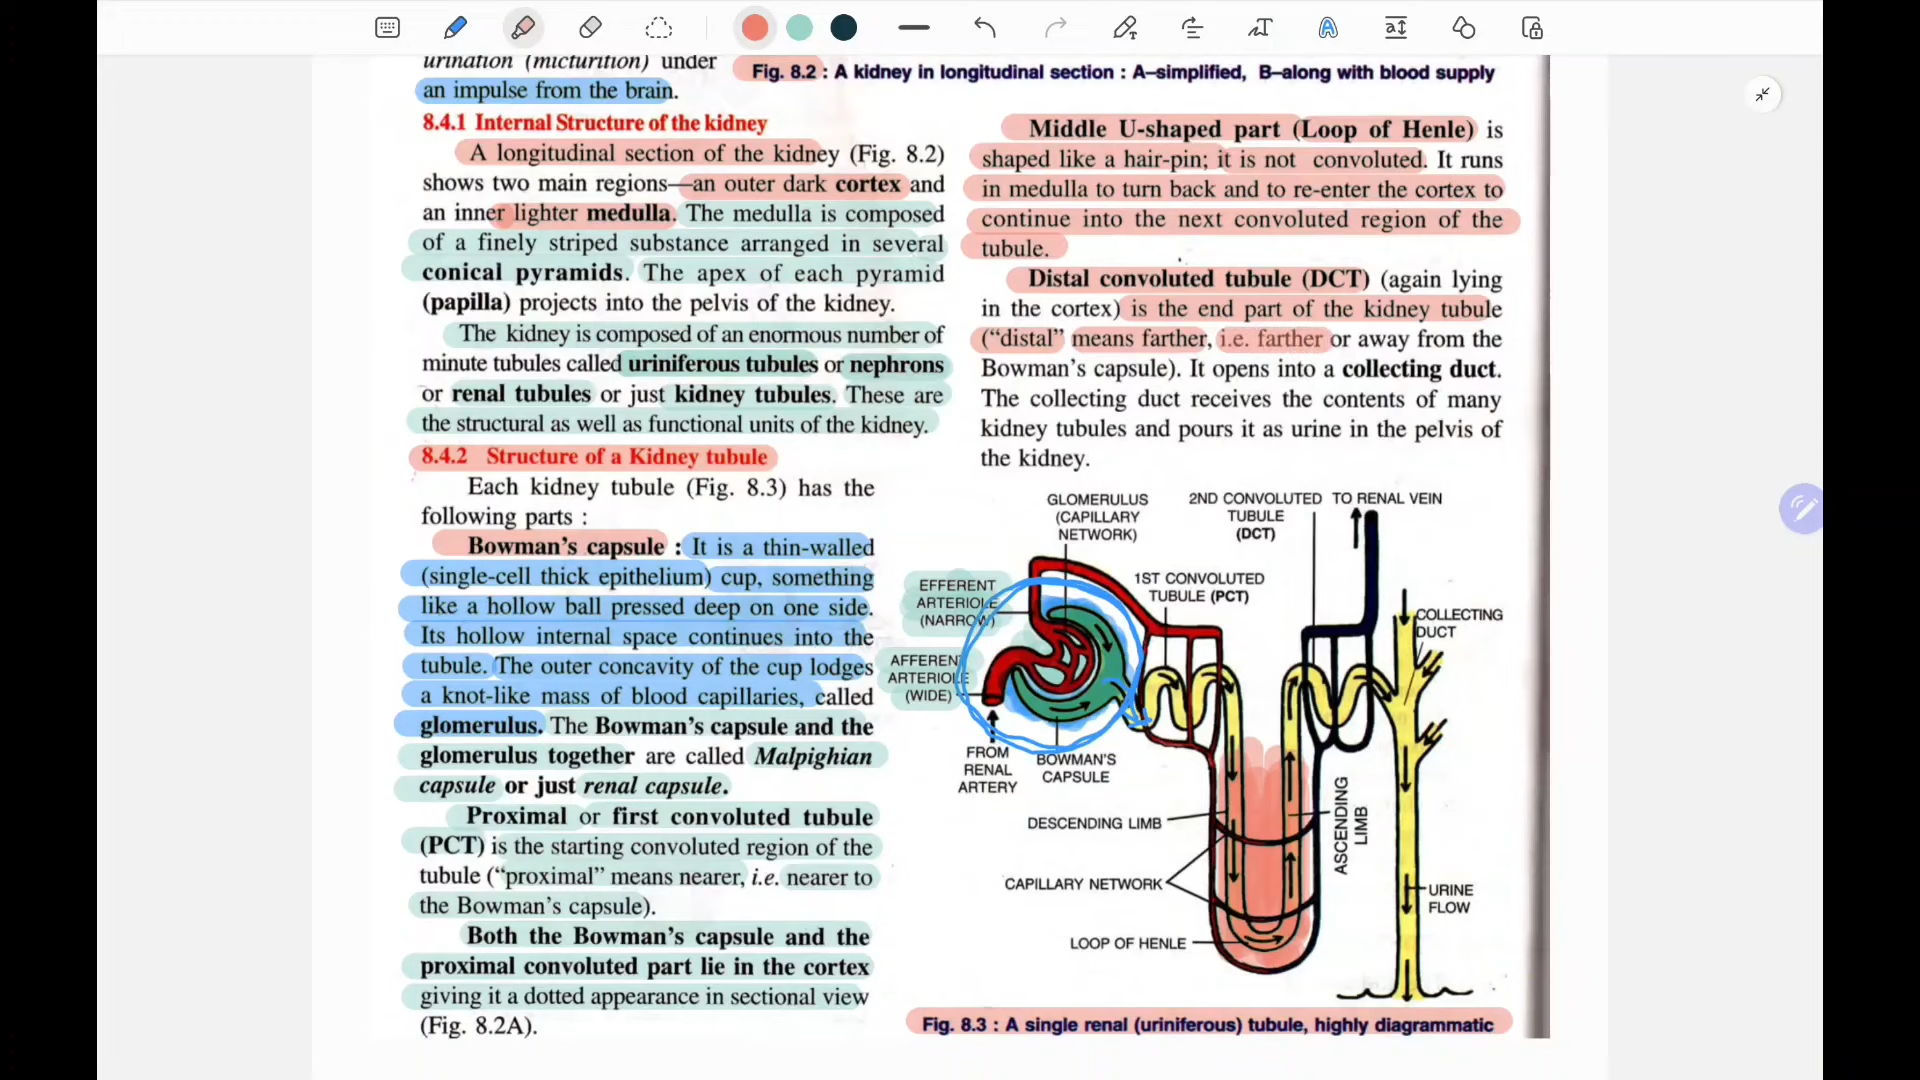 urination (micturition) under
an impulse from the brain.
8.4.1 Internal Structure of the kidney
A longitudinal section of the kidney (Fig. 8.2)
shows two main regions—an outer dark cortex and
an inner lighter medulla. The medulla is composed
of a finely striped substance arranged in several
conical pyramids. The apex of each pyramid
(papilla) projects into the pelvis of the kidney.
The kidney is composed of an enormous number of
minute tubules called uriniferous tubules or nephrons
or renal tubules or just kidney tubules. These are
the structural as well as functional units of the kidney.
8.4.2 Structure of a Kidney tubule
Each kidney tubule (Fig. 8.3) has the
following parts :
Bowman's capsule : It is a thin-walled
(single-cell thick epithelium) cup, something
like a hollow ball pressed deep on one side.
Its hollow internal space continues into the
tubule. The outer concavity of the cup lodges
a knot-like mass of blood capillaries, called
glomerulus. The Bowman's capsule and the
glomerulus together are called Malpighian
capsule or just renal capsule.
Proximal or first convoluted tubule
(PCT) is the starting convoluted region of the
tubule (“proximal” means nearer, i.e. nearer to
the Bowman's capsule).
Both the Bowman's capsule and the
proximal convoluted part lie in the cortex
giving it a dotted appearance in sectional view
(Fig. 8.2A).
Fig. 8.2 : A kidney in longitudinal section : A–simplified, B–along with blood supply
Middle U-shaped part (Loop of Henle) is
shaped like a hair-pin; it is not convoluted. It runs
in medulla to turn back and to re-enter the cortex to
continue into the next convoluted region of the
tubule.
Distal convoluted tubule (DCT) (again lying
in the cortex) is the end part of the kidney tubule
(“distal” means farther, i.e. farther or away from the
Bowman's capsule). It opens into a collecting duct.
The collecting duct receives the contents of many
kidney tubules and pours it as urine in the pelvis of
the kidney.
GLOMERULUS
(CAPILLARY
NETWORK)
2ND CONVOLUTED
TUBULE
(DCT)
TO RENAL VEIN
EFFERENT
ARTERIOLE
(NARROW)
1ST CONVOLUTED
TUBULE (PCT)
COLLECTING
DUCT
AFFERENT
ARTERIOLE
(WIDE)
FROM
RENAL
ARTERY
BOWMAN'S
CAPSULE
DESCENDING LIMB
ASCENDING
LIMB
CAPILLARY NETWORK
URINE
FLOW
LOOP OF HENLE
Fig. 8.3 : A single renal (uriniferous) tubule, highly diagrammatic